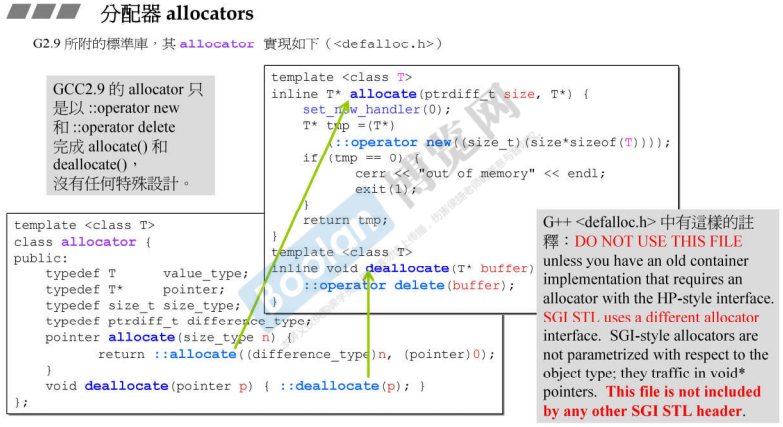 分配器 allocators
G2.9 所附的標準庫，其 allocator 實現如下（<defalloc.h>）
GCC2.9 的 allocator 只
是以 ::operator new
和 ::operator delete
完成 allocate() 和
deallocate()，
沒有任何特殊設計。
template <class T>
inline T* allocate(ptrdiff_t size, T*) {
set_new_handler(0);
T* tmp =(T*)
(::operator new((size_t)(size*sizeof(T))));
if (tmp == 0) {
cerr << "out of memory" << endl;
exit(1);
}
return tmp;
}
template <class T>
inline void deallocate(T* buffer)
::operator delete(buffer);
}
template <class T>
class allocator {
public:
typedef T value_type;
typedef T* pointer;
typedef size_t size_type;
typedef ptrdiff_t difference_type;
pointer allocate(size_type n) {
return ::allocate((difference_type)n, (pointer)0);
}
void deallocate(pointer p) { ::deallocate(p); }
};
G++ <defalloc.h> 中有這樣的註
釋：DO NOT USE THIS FILE
unless you have an old container
implementation that requires an
allocator with the HP-style interface.
SGI STL uses a different allocator
interface. SGI-style allocators are
not parametrized with respect to the
object type; they traffic in void*
pointers. This file is not included
by any other SGI STL header.
Boolan 博览网